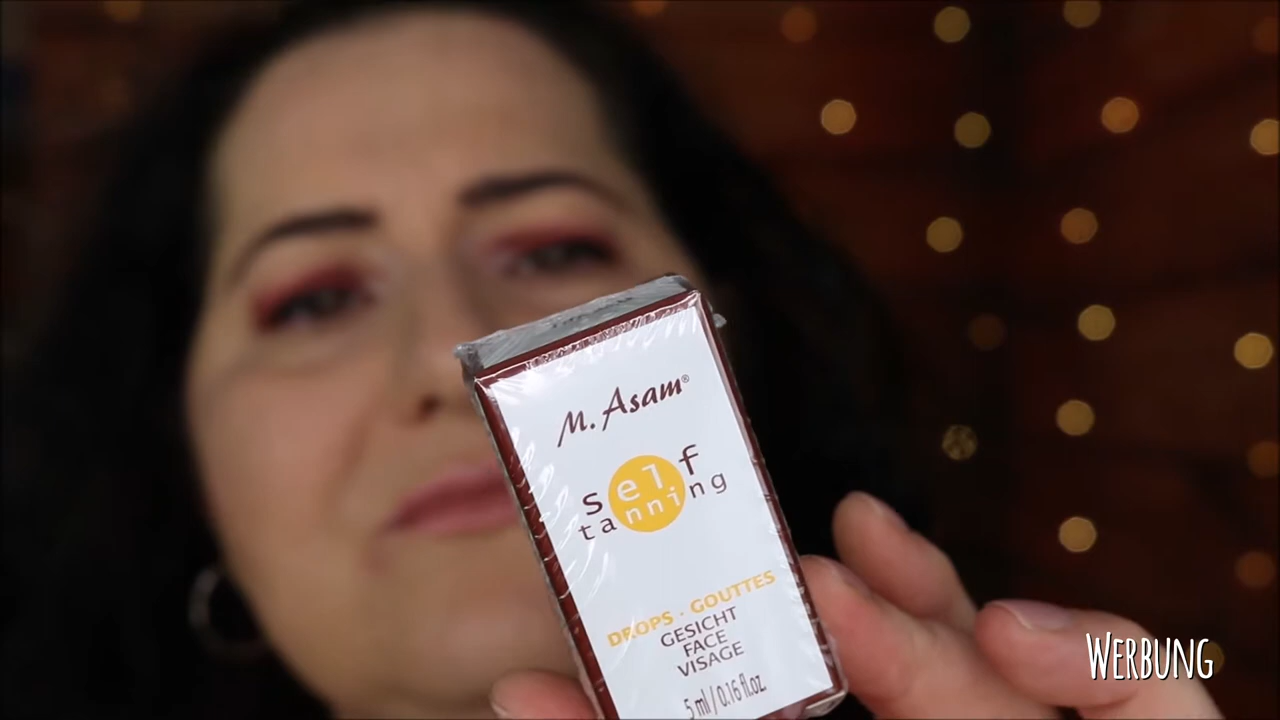 M. Asam®
self
tanning
DROPS · GOUTTES
GESICHT
FACE
VISAGE
5 ml / 0.16 fl.oz.
WERBUNG